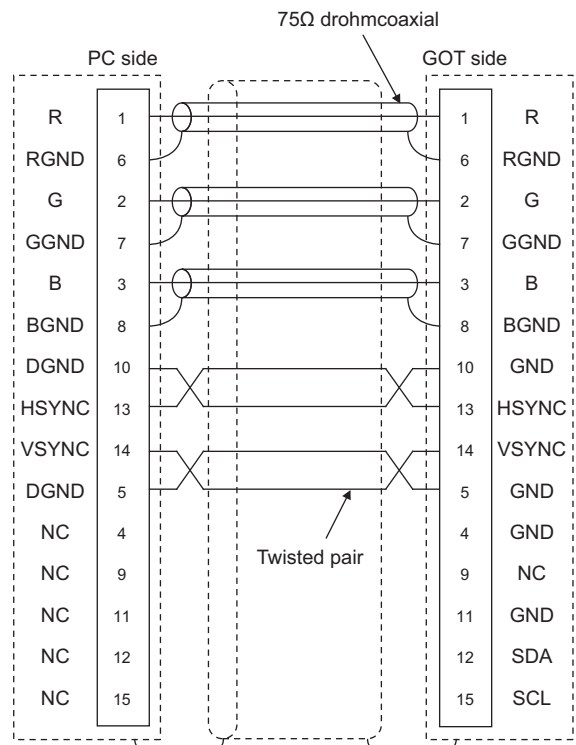 75Ω drohmcoaxial
PC side GOT side
R 1 1 R
RGND 6 6 RGND
G 2 2 G
GGND 7 7 GGND
B 3 3 B
BGND 8 8 BGND
DGND 10 10 GND
HSYNC 13 13 HSYNC
VSYNC 14 14 VSYNC
DGND 5 5 GND
NC 4 4 GND
Twisted pair
NC 9 9 NC
NC 11 11 GND
NC 12 12 SDA
NC 15 15 SCL